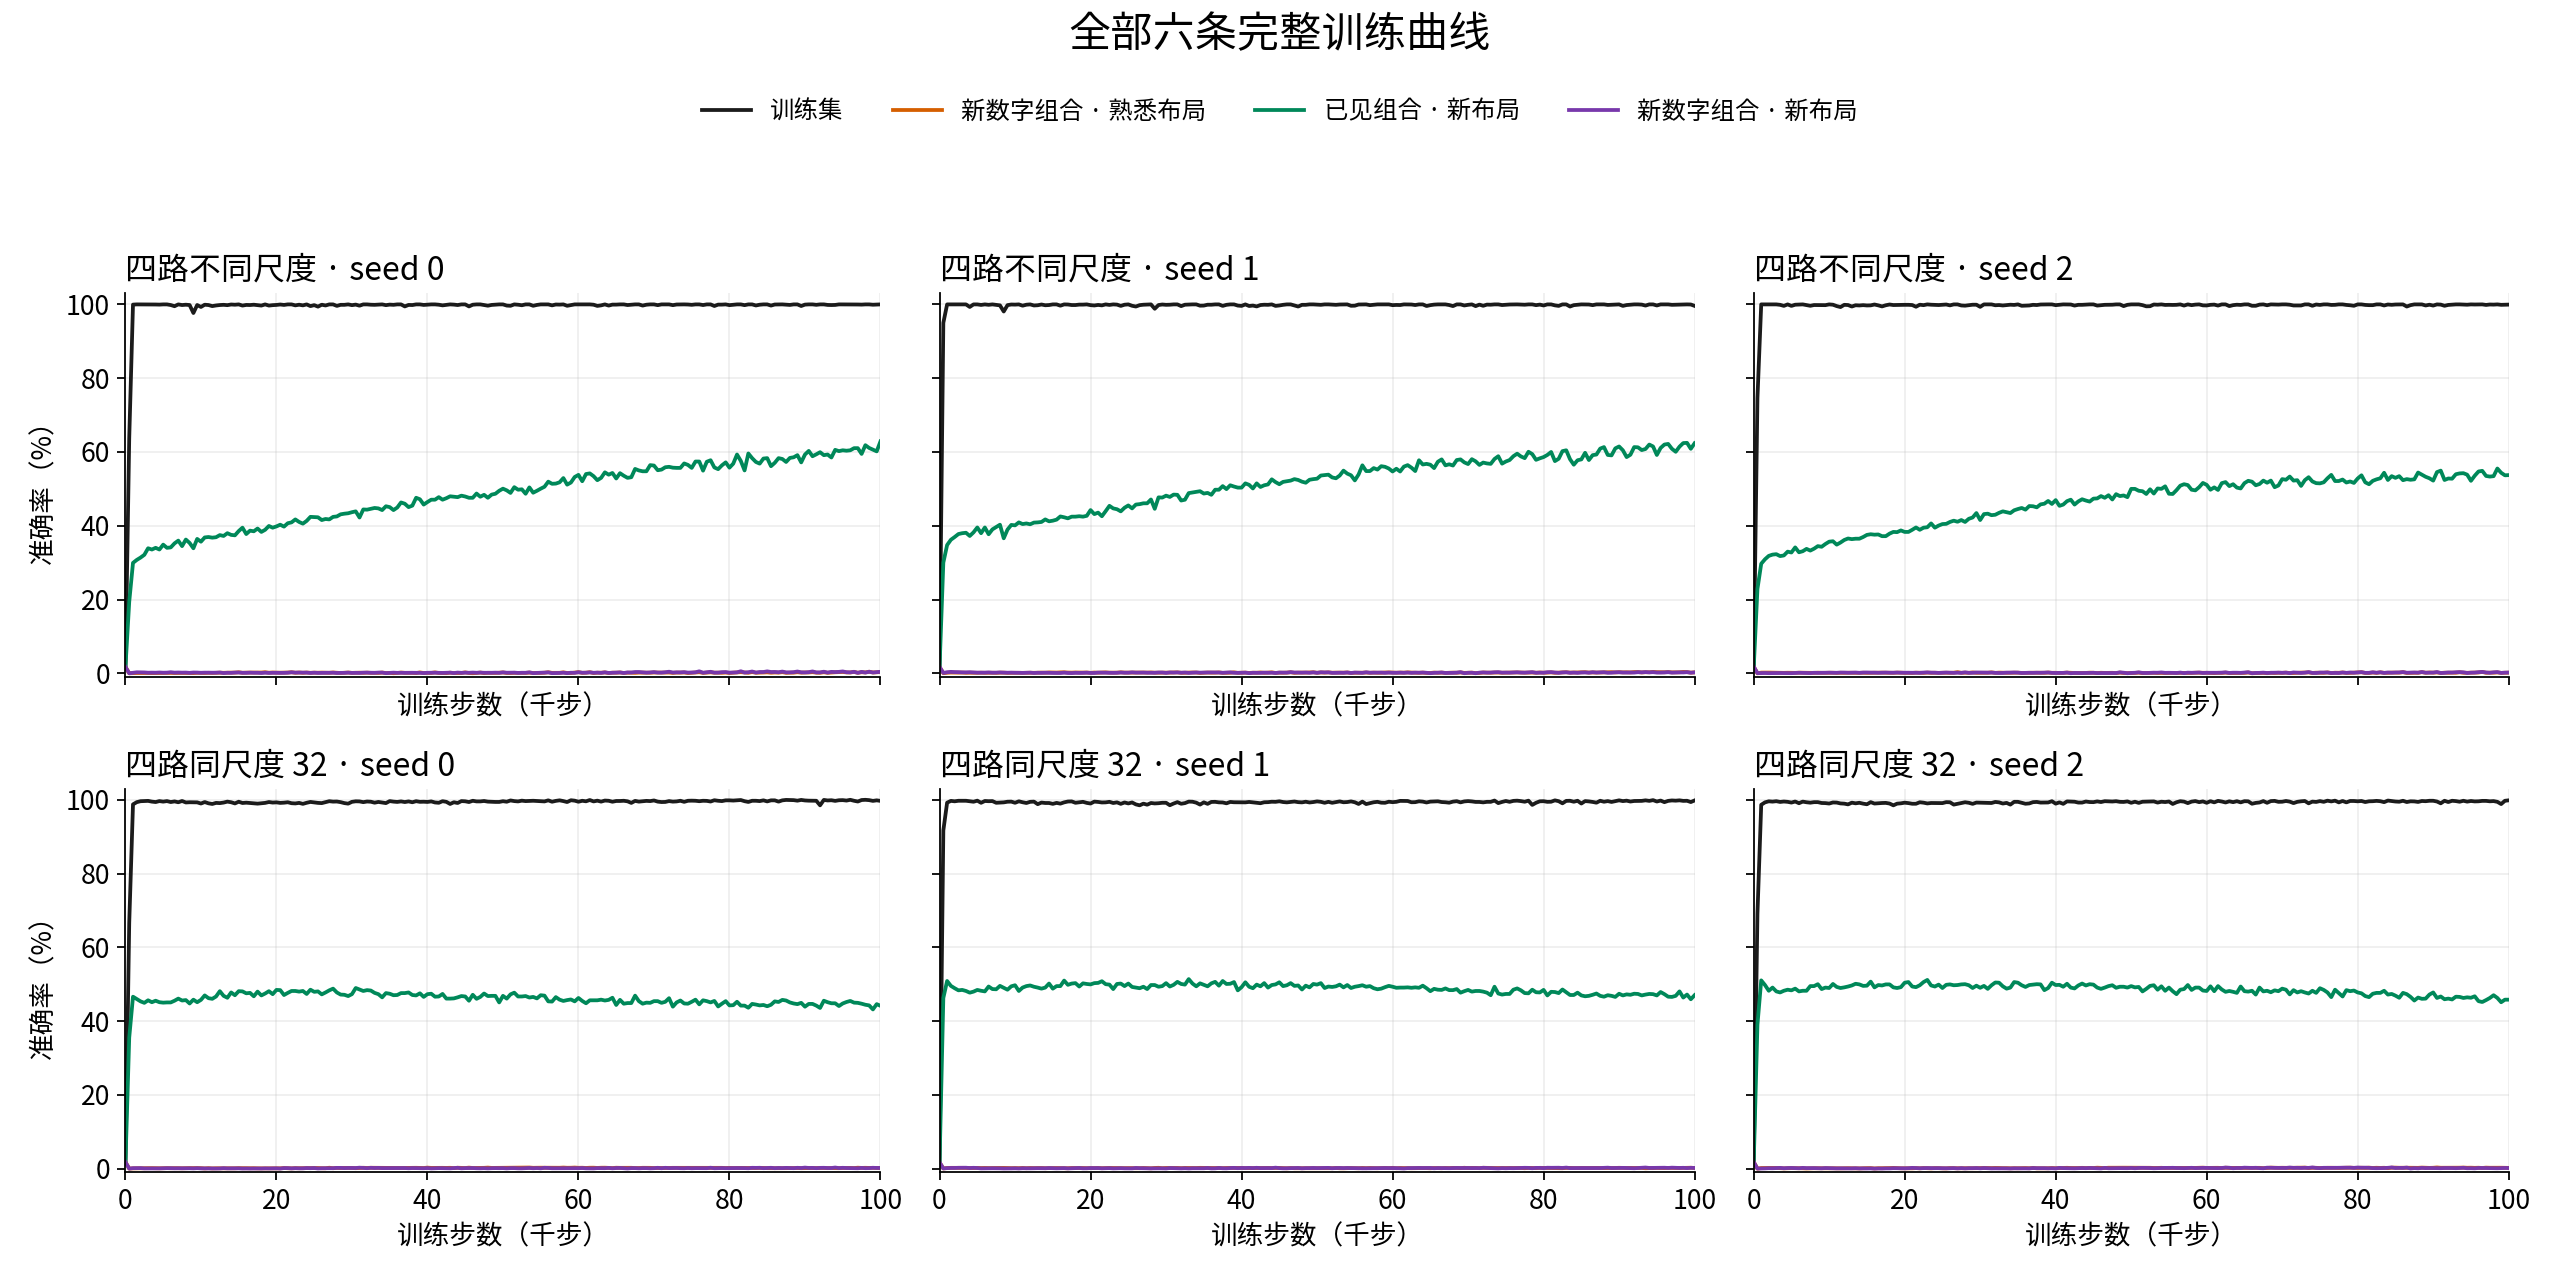 全部六条完整训练曲线
训练集 新数字组合 · 熟悉布局 已见组合 · 新布局 新数字组合 · 新布局
四路不同尺度 · seed 0
100
80
60
40
20
0
准确率（%）
训练步数（千步）
四路不同尺度 · seed 1
训练步数（千步）
四路不同尺度 · seed 2
训练步数（千步）
四路同尺度 32 · seed 0
100
80
60
40
20
0
准确率（%）
0 20 40 60 80 100
训练步数（千步）
四路同尺度 32 · seed 1
0 20 40 60 80 100
训练步数（千步）
四路同尺度 32 · seed 2
0 20 40 60 80 100
训练步数（千步）